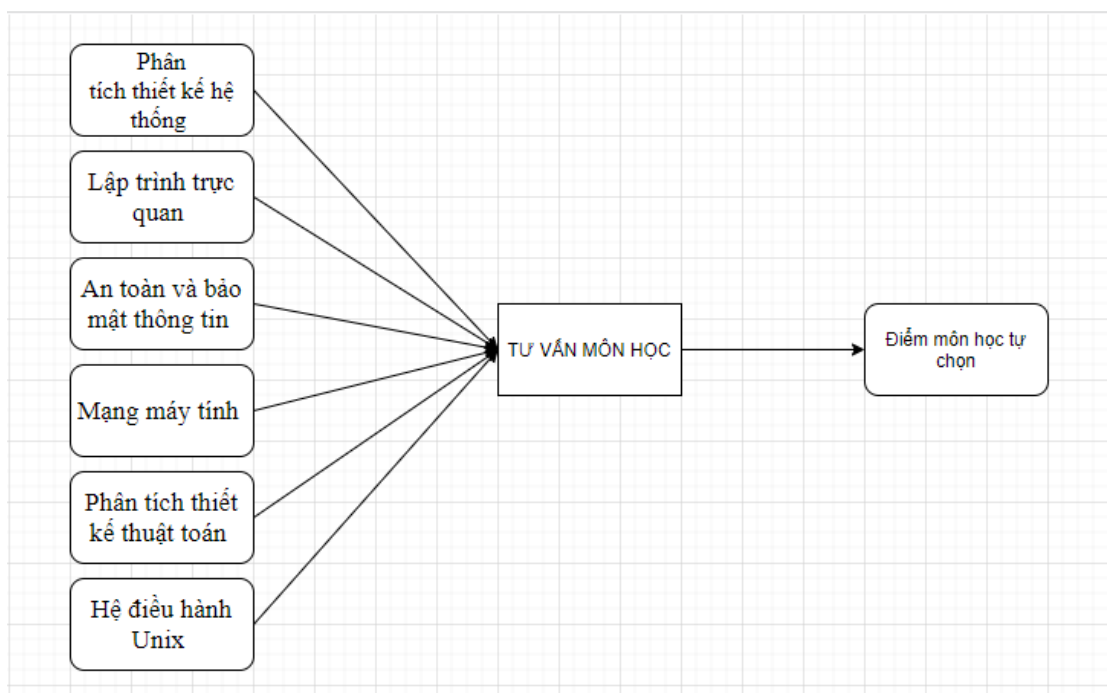 Phân
tích thiết kế hệ
thống
Lập trình trực
quan
An toàn và bảo
mật thông tin
Mạng máy tính
Phân tích thiết
kế thuật toán
Hệ điều hành
Unix
TƯ VẤN MÔN HỌC
Điểm môn học tự
chọn